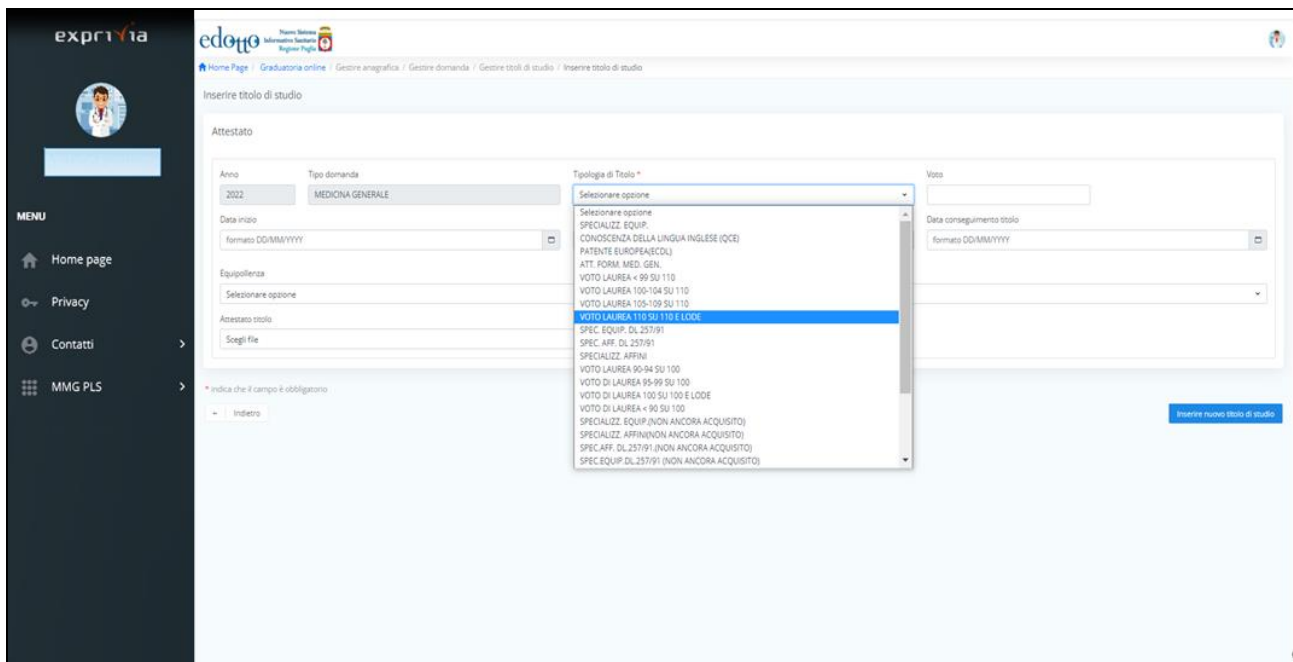 exprivia
edotto Nuovo Sistema Informativo Sanitario Regione Puglia
Home Page / Graduatoria online / Gestire anagrafica / Gestire domanda / Gestire titoli di studio / Inserire titolo di studio
Inserire titolo di studio
Attestato
Anno Tipo domanda Tipologia di Titolo * Voto
2022 MEDICINA GENERALE Selezionare opzione
MENU
Home page
Privacy
Contatti
MMG PLS
Data inizio Data conseguimento titolo
formato DD/MM/YYYY formato DD/MM/YYYY
Equipollenza
Selezionare opzione
Attestato titolo
Scegli file
Selezionare opzione
SPECIALIZZ. EQUIP.
CONOSCENZA DELLA LINGUA INGLESE (QCE)
PATENTE EUROPEA(ECDL)
ATT. FORM. MED. GEN.
VOTO LAUREA < 99 SU 110
VOTO LAUREA 100-104 SU 110
VOTO LAUREA 105-109 SU 110
VOTO LAUREA 110 SU 110 E LODE
SPEC. EQUIP. DL 257/91
SPEC. AFF. DL 257/91
SPECIALIZZ. AFFINI
VOTO LAUREA 90-94 SU 100
VOTO DI LAUREA 95-99 SU 100
VOTO DI LAUREA 100 SU 100 E LODE
VOTO DI LAUREA < 90 SU 100
SPECIALIZZ. EQUIP.(NON ANCORA ACQUISITO)
SPECIALIZZ. AFFINI(NON ANCORA ACQUISITO)
SPEC.AFF. DL.257/91.(NON ANCORA ACQUISITO)
SPEC.EQUIP.DL.257/91 (NON ANCORA ACQUISITO)
* indica che il campo è obbligatorio
Indietro
Inserire nuovo titolo di studio